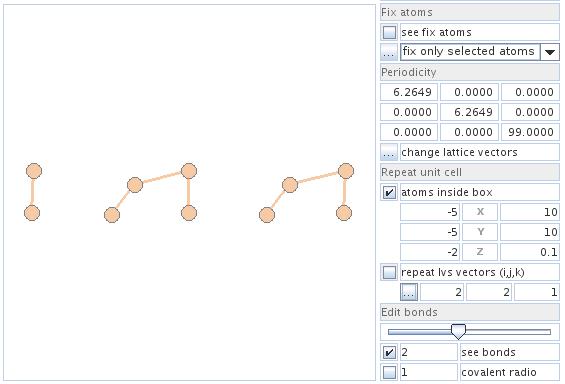 Fix atoms
see fix atoms
... fix only selected atoms
Periodicity
6.2649 0.0000 0.0000
0.0000 6.2649 0.0000
0.0000 0.0000 99.0000
... change lattice vectors
Repeat unit cell
atoms inside box
-5 X 10
-5 Y 10
-2 Z 0.1
repeat lvs vectors (i,j,k)
... 2 2 1
Edit bonds
2 see bonds
1 covalent radio